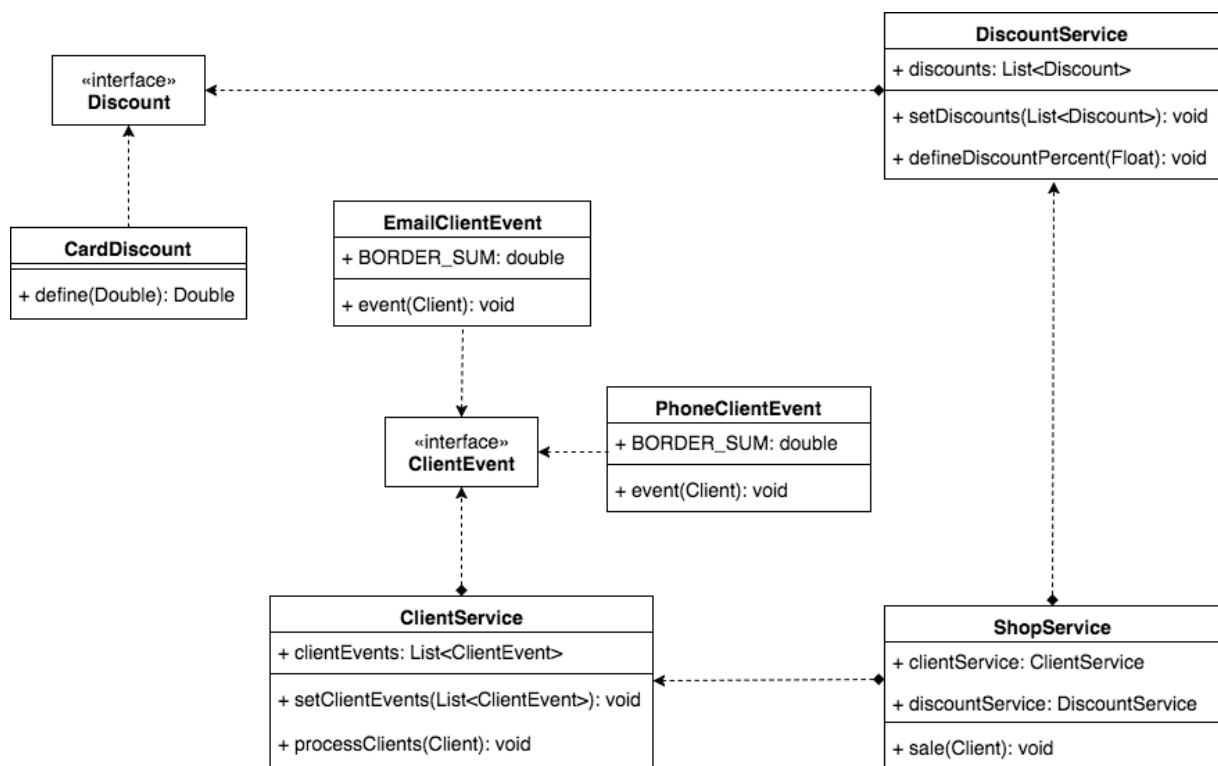 DiscountService
+ discounts: List<Discount>
+ setDiscounts(List<Discount>): void
+ defineDiscountPercent(Float): void
«interface»
Discount
CardDiscount
+ define(Double): Double
EmailClientEvent
+ BORDER_SUM: double
+ event(Client): void
«interface»
ClientEvent
PhoneClientEvent
+ BORDER_SUM: double
+ event(Client): void
ClientService
+ clientEvents: List<ClientEvent>
+ setClientEvents(List<ClientEvent>): void
+ processClients(Client): void
ShopService
+ clientService: ClientService
+ discountService: DiscountService
+ sale(Client): void